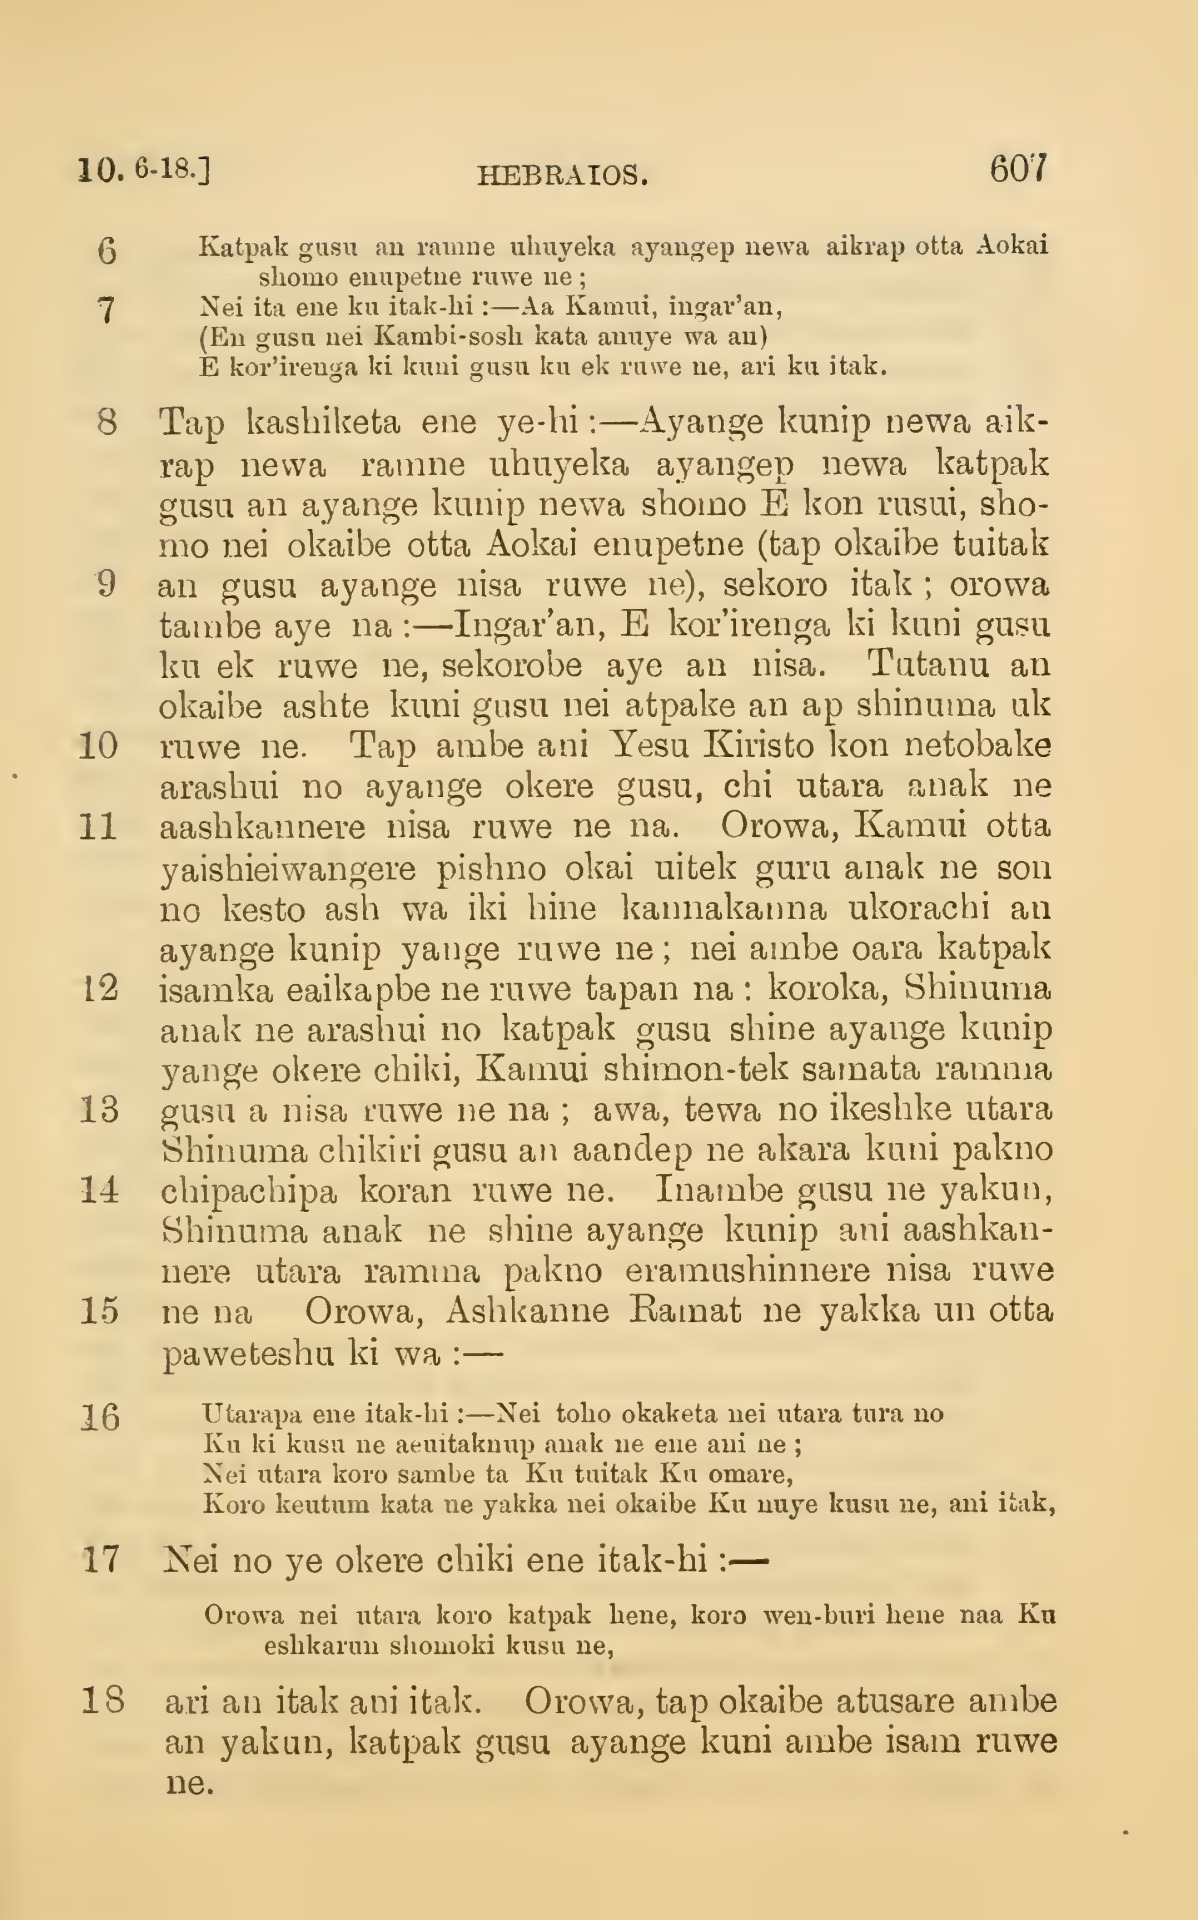 10. 6-18.] HEBRAIOS. 607
6 Katpak gusu an ramne uhuyeka ayangep newa aikrap otta Aokai
shomo enupetne ruwe ne ;
7 Nei ita ene ku itak-hi :—Aa Kamui, ingar'an,
(En gusu nei Kambi-sosh kata anuye wa an)
E kor'irenga ki kuni gusu ku ek ruwe ne, ari ku itak.
8 Tap kashiketa ene ye-hi :—Ayange kunip newa aik-
rap newa ramne uhuyeka ayangep newa katpak
gusu an ayange kunip newa shomo E kon rusui, sho-
mo nei okaibe otta Aokai enupetne (tap okaibe tuitak
9 an gusu ayange nisa ruwe ne), sekoro itak ; orowa
tambe aye na :—Ingar'an, E kor'irenga ki kuni gusu
ku ek ruwe ne, sekorobe aye an nisa. Tutanu an
okaibe ashte kuni gusu nei atpake an ap shinuma uk
10 ruwe ne. Tap ambe ani Yesu Kiristo kon netobake
arashui no ayange okere gusu, chi utara anak ne
11 aashkannere nisa ruwe ne na. Orowa, Kamui otta
yaishieiwangere pishno okai uitek guru anak ne son
no kesto ash wa iki hine kannakanna ukorachi an
ayange kunip yange ruwe ne ; nei ambe oara katpak
12 isamka eaikapbe ne ruwe tapan na : koroka, Shinuma
anak ne arashui no katpak gusu shine ayange kunip
yange okere chiki, Kamui shimon-tek samata ramma
13 gusu a nisa ruwe ne na ; awa, tewa no ikeshke utara
Shinuma chikiri gusu an aandep ne akara kuni pakno
14 chipachipa koran ruwe ne. Inambe gusu ne yakun,
Shinuma anak ne shine ayange kunip ani aashkan-
nere utara ramma pakno eramushinnere nisa ruwe
15 ne na Orowa, Ashkanne Ramat ne yakka un otta
paweteshu ki wa :—
16 Utarapa ene itak-hi :—Nei toho okaketa nei utara tura no
Ku ki kusu ne aeuitaknup anak ne ene ani ne ;
Nei utara koro sambe ta Ku tuitak Ku omare,
Koro keutum kata ne yakka nei okaibe Ku nuye kusu ne, ani itak,
17 Nei no ye okere chiki ene itak-hi :—
Orowa nei utara koro katpak hene, koro wen-buri hene naa Ku
eshkarun shomoki kusu ne,
18 ari an itak ani itak. Orowa, tap okaibe atusare ambe
an yakun, katpak gusu ayange kuni ambe isam ruwe
ne.